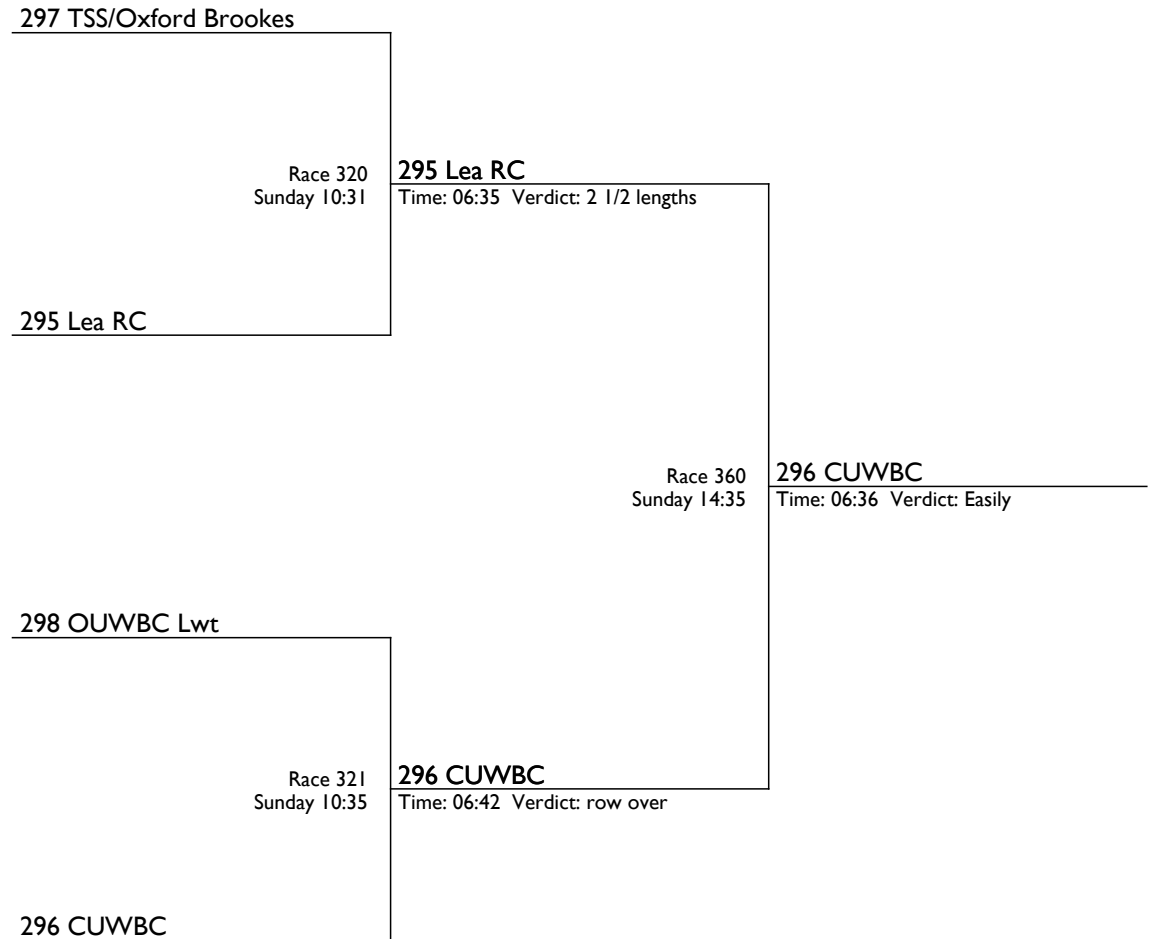 297 TSS/Oxford Brookes
Race 320
Sunday 10:31
295 Lea RC
Time: 06:35 Verdict: 2 1/2 lengths
295 Lea RC
Race 360
Sunday 14:35
296 CUWBC
Time: 06:36 Verdict: Easily
298 OUWBC Lwt
Race 321
Sunday 10:35
296 CUWBC
Time: 06:42 Verdict: row over
296 CUWBC